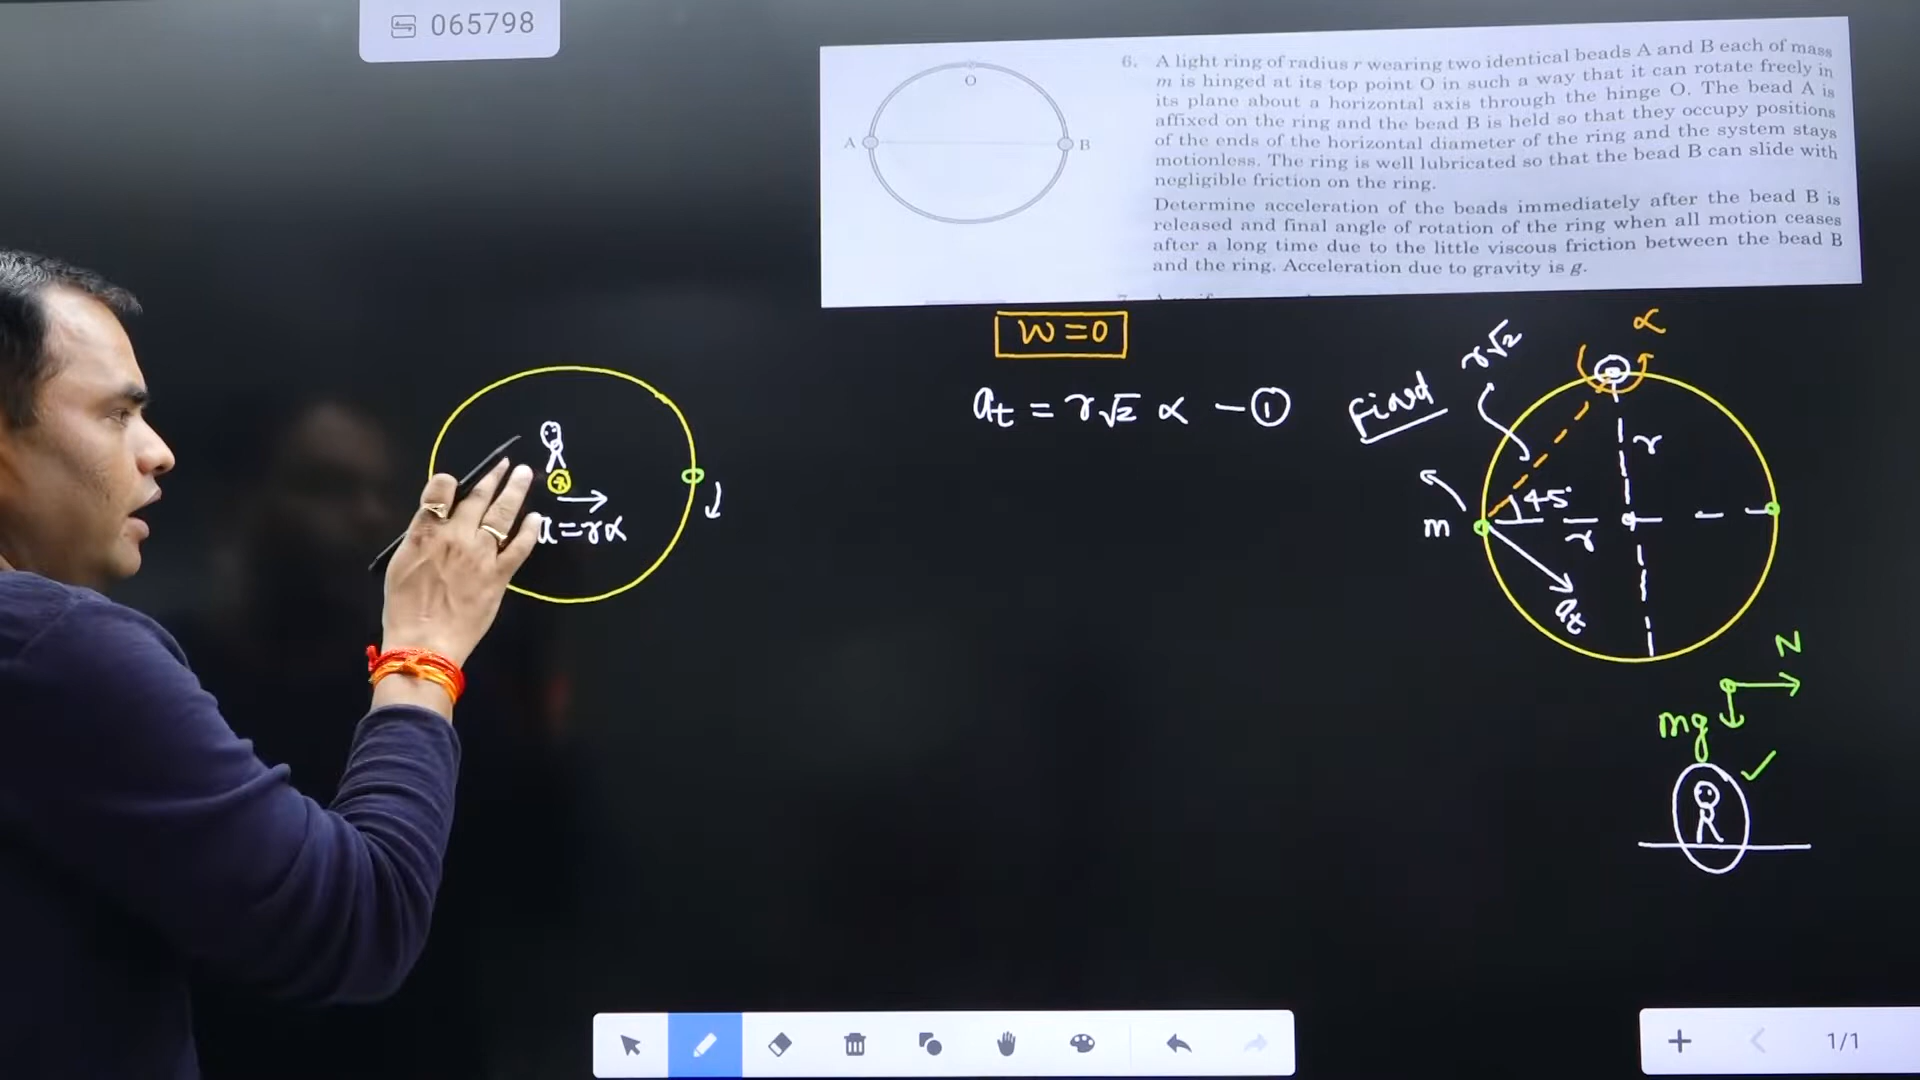 065798
O
A
B
6. A light ring of radius r wearing two identical beads A and B each of mass
m is hinged at its top point O in such a way that it can rotate freely in
its plane about a horizontal axis through the hinge O. The bead A is
affixed on the ring and the bead B is held so that they occupy positions
of the ends of the horizontal diameter of the ring and the system stays
motionless. The ring is well lubricated so that the bead B can slide with
negligible friction on the ring.
Determine acceleration of the beads immediately after the bead B is
released and final angle of rotation of the ring when all motion ceases
after a long time due to the little viscous friction between the bead B
and the ring. Acceleration due to gravity is g.
w=0
a_t = r√2 α - ①
Find
r√2
α
r
45°
r
m
a_t
a=rα
N
mg
1/1